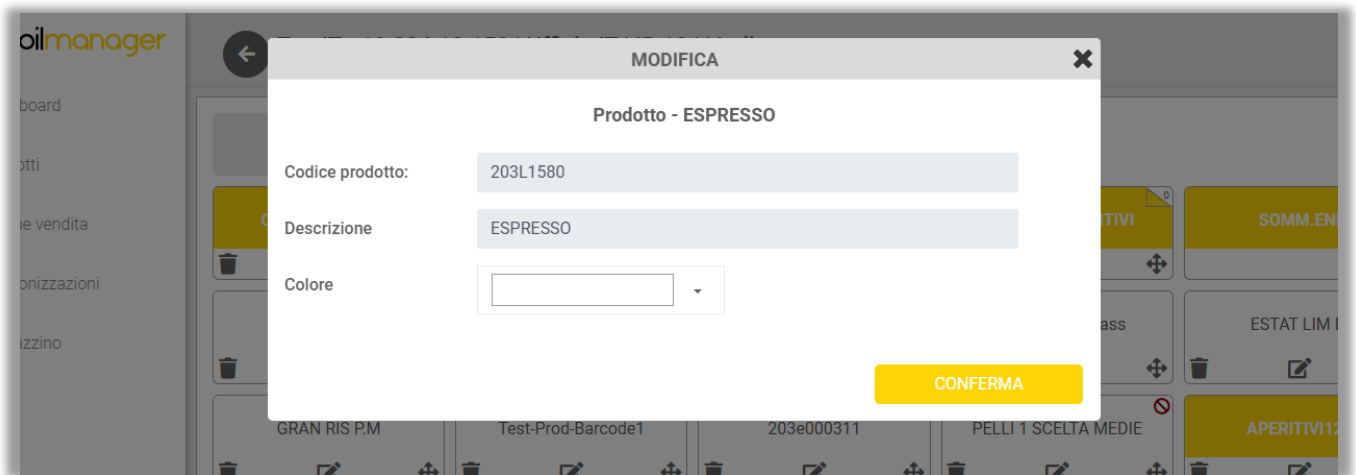 oilmanager
MODIFICA
board
Prodotto - ESPRESSO
otti
Codice prodotto:
203L1580
0
ne vendita
Descrizione
ESPRESSO
TIVI
SOMM.EN
onizzazioni
Colore
azzino
ass
ESTAT LIM
CONFERMA
GRAN RIS P.M
Test-Prod-Barcode1
203e000311
PELLI 1 SCELTA MEDIE
APERITIVI12